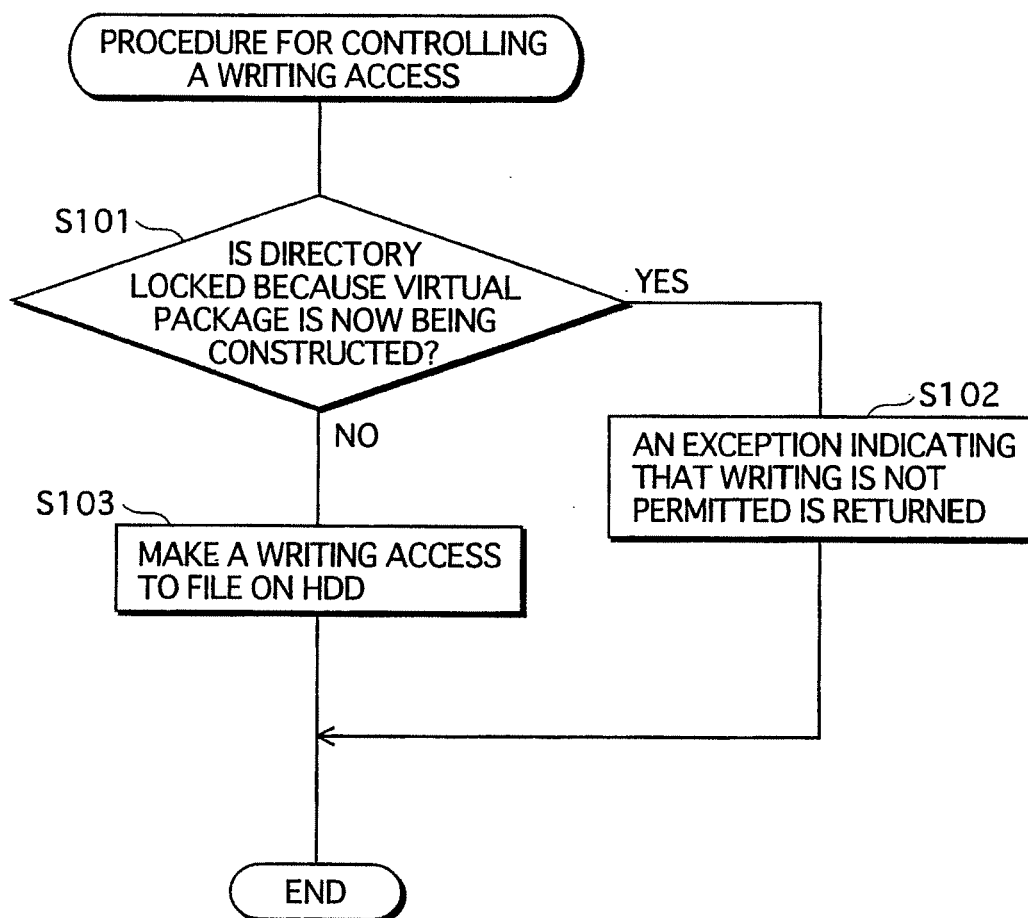 PROCEDURE FOR CONTROLLING
A WRITING ACCESS
S101
IS DIRECTORY
LOCKED BECAUSE VIRTUAL
PACKAGE IS NOW BEING
CONSTRUCTED?
YES
NO
S102
AN EXCEPTION INDICATING
THAT WRITING IS NOT
PERMITTED IS RETURNED
S103
MAKE A WRITING ACCESS
TO FILE ON HDD
END